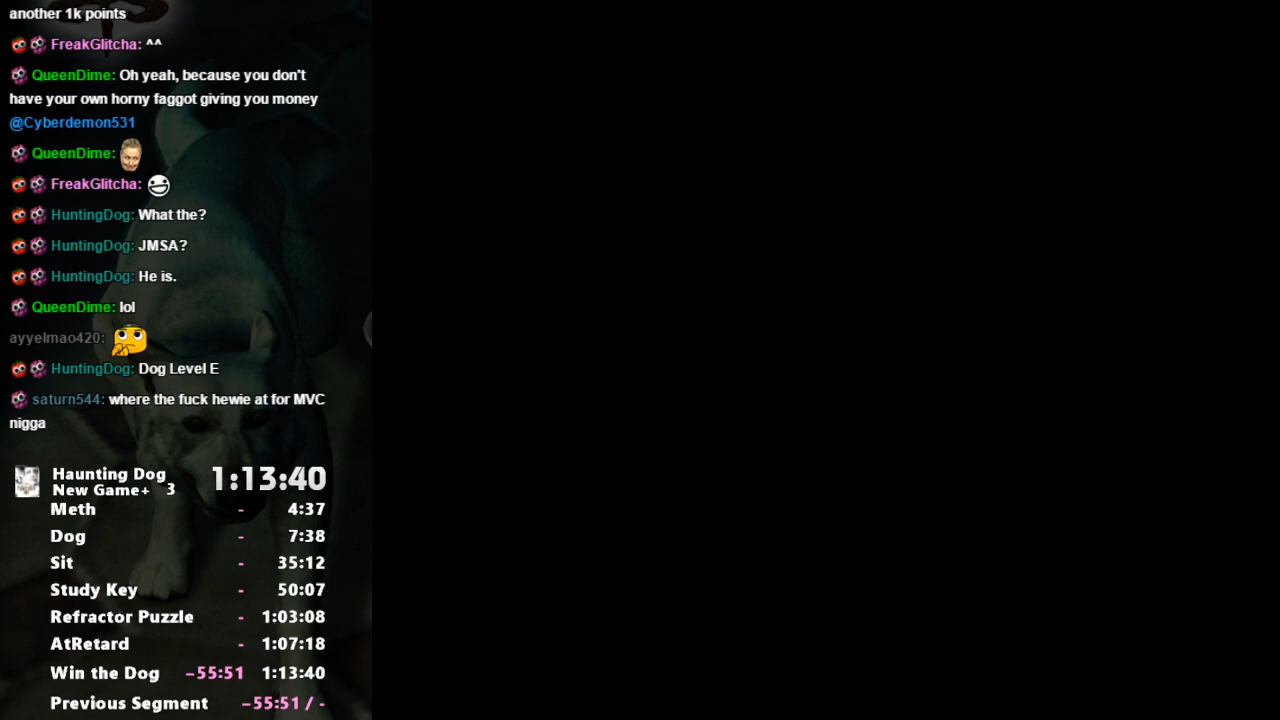 another 1k points
FreakGlitcha: ^^
QueenDime: Oh yeah, because you don't
have your own horny faggot giving you money
@Cyberdemon531
QueenDime:
FreakGlitcha:
HuntingDog: What the?
HuntingDog: JMSA?
HuntingDog: He is.
QueenDime: lol
ayyelmao420:
HuntingDog: Dog Level E
saturn544: where the fuck hewie at for MVC
nigga
Haunting Dog 1:13:40
New Game+ 3
Meth - 4:37
Dog - 7:38
Sit - 35:12
Study Key - 50:07
Refractor Puzzle - 1:03:08
AtRetard - 1:07:18
Win the Dog −55:51 1:13:40
Previous Segment −55:51 / -